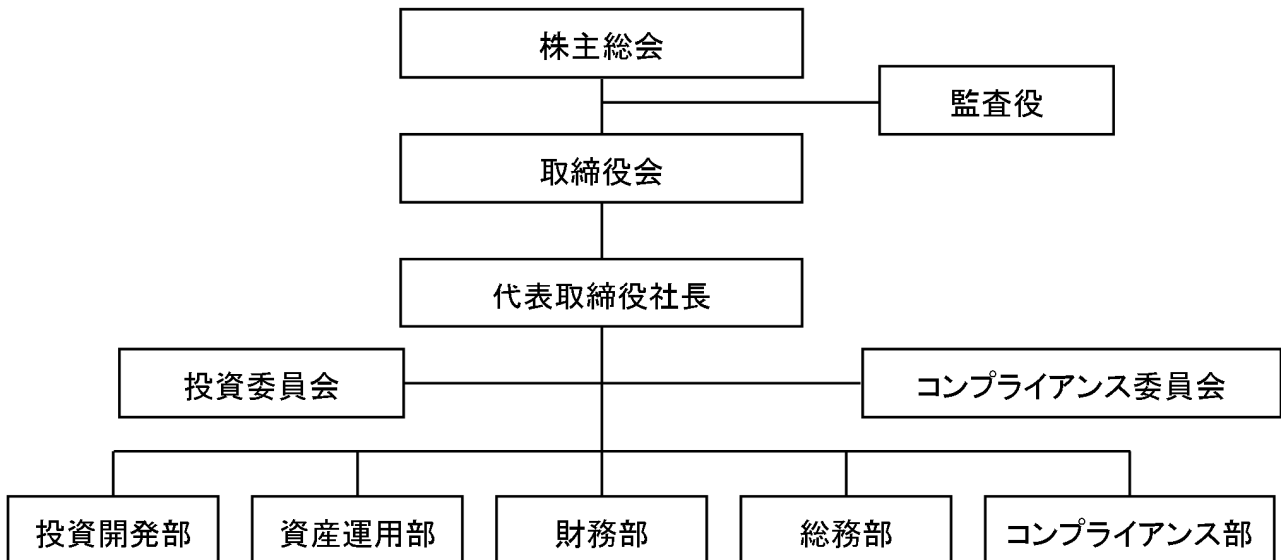 株主総会
監査役
取締役会
代表取締役社長
投資委員会
コンプライアンス委員会
投資開発部
資産運用部
財務部
総務部
コンプライアンス部